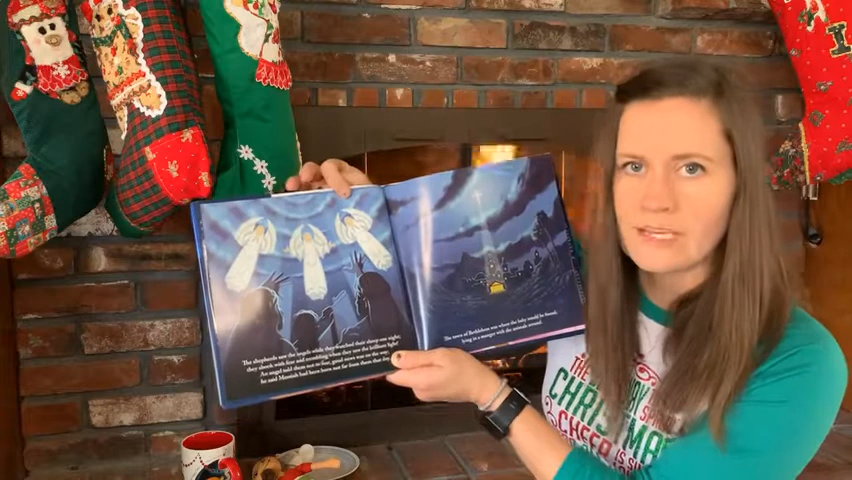 The shepherds saw the angels while they watched their sheep one night;
they shook with fear and trembling when they saw the brilliant light!
An angel told them not to fear, good news was on the way;
he said Messiah had been born not far from them that day.
The town of Bethlehem was where the baby would be found,
lying in a manger with the animals around.
CHRISTMAS
CHEER